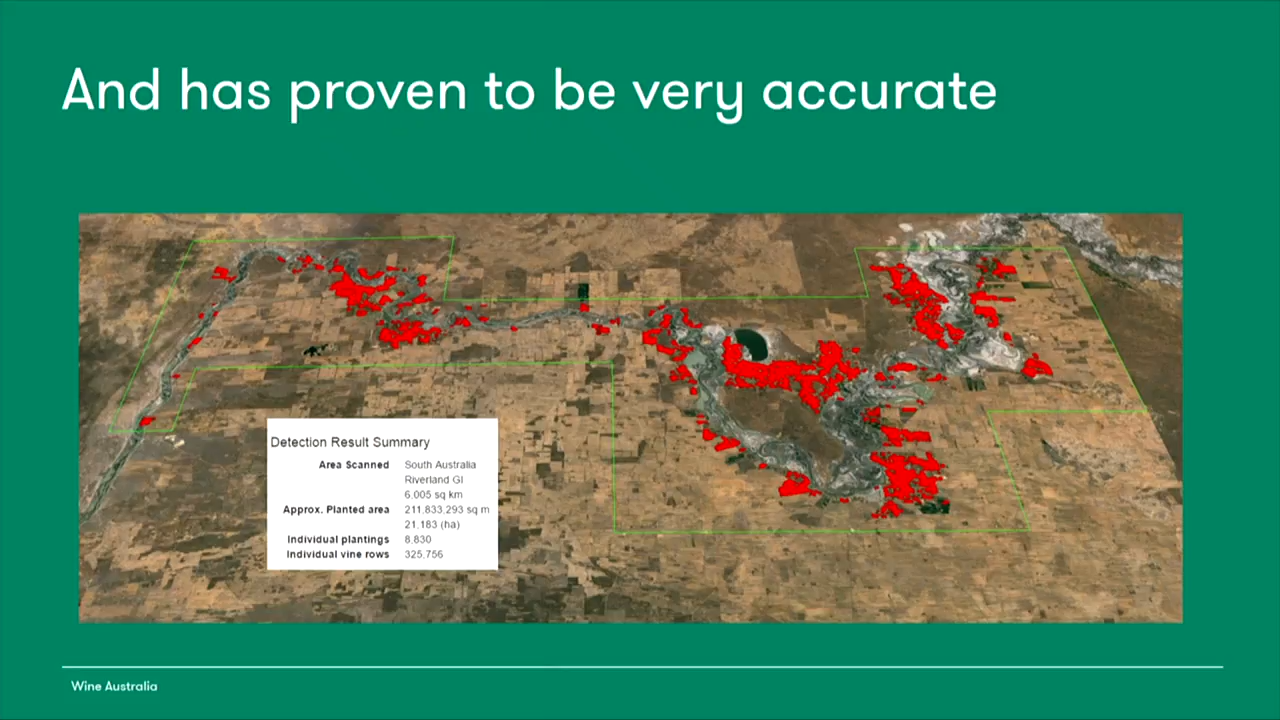 And has proven to be very accurate
Detection Result Summary
Area Scanned South Australia
Riverland GI
6,005 sq km
Approx. Planted area 211,833,293 sq m
21,183 (ha)
Individual plantings 8,830
Individual vine rows 325,756
Wine Australia